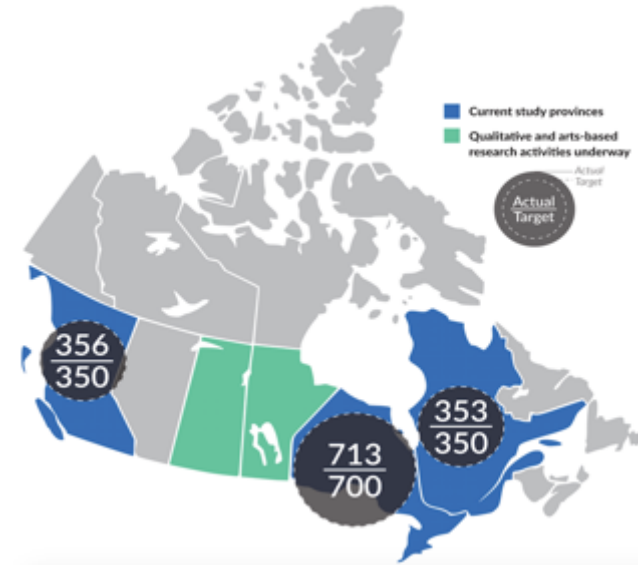 Current study provinces
Qualitative and arts-based
research activities underway
Actual
Target
Actual
Target
356
350
713
700
353
350